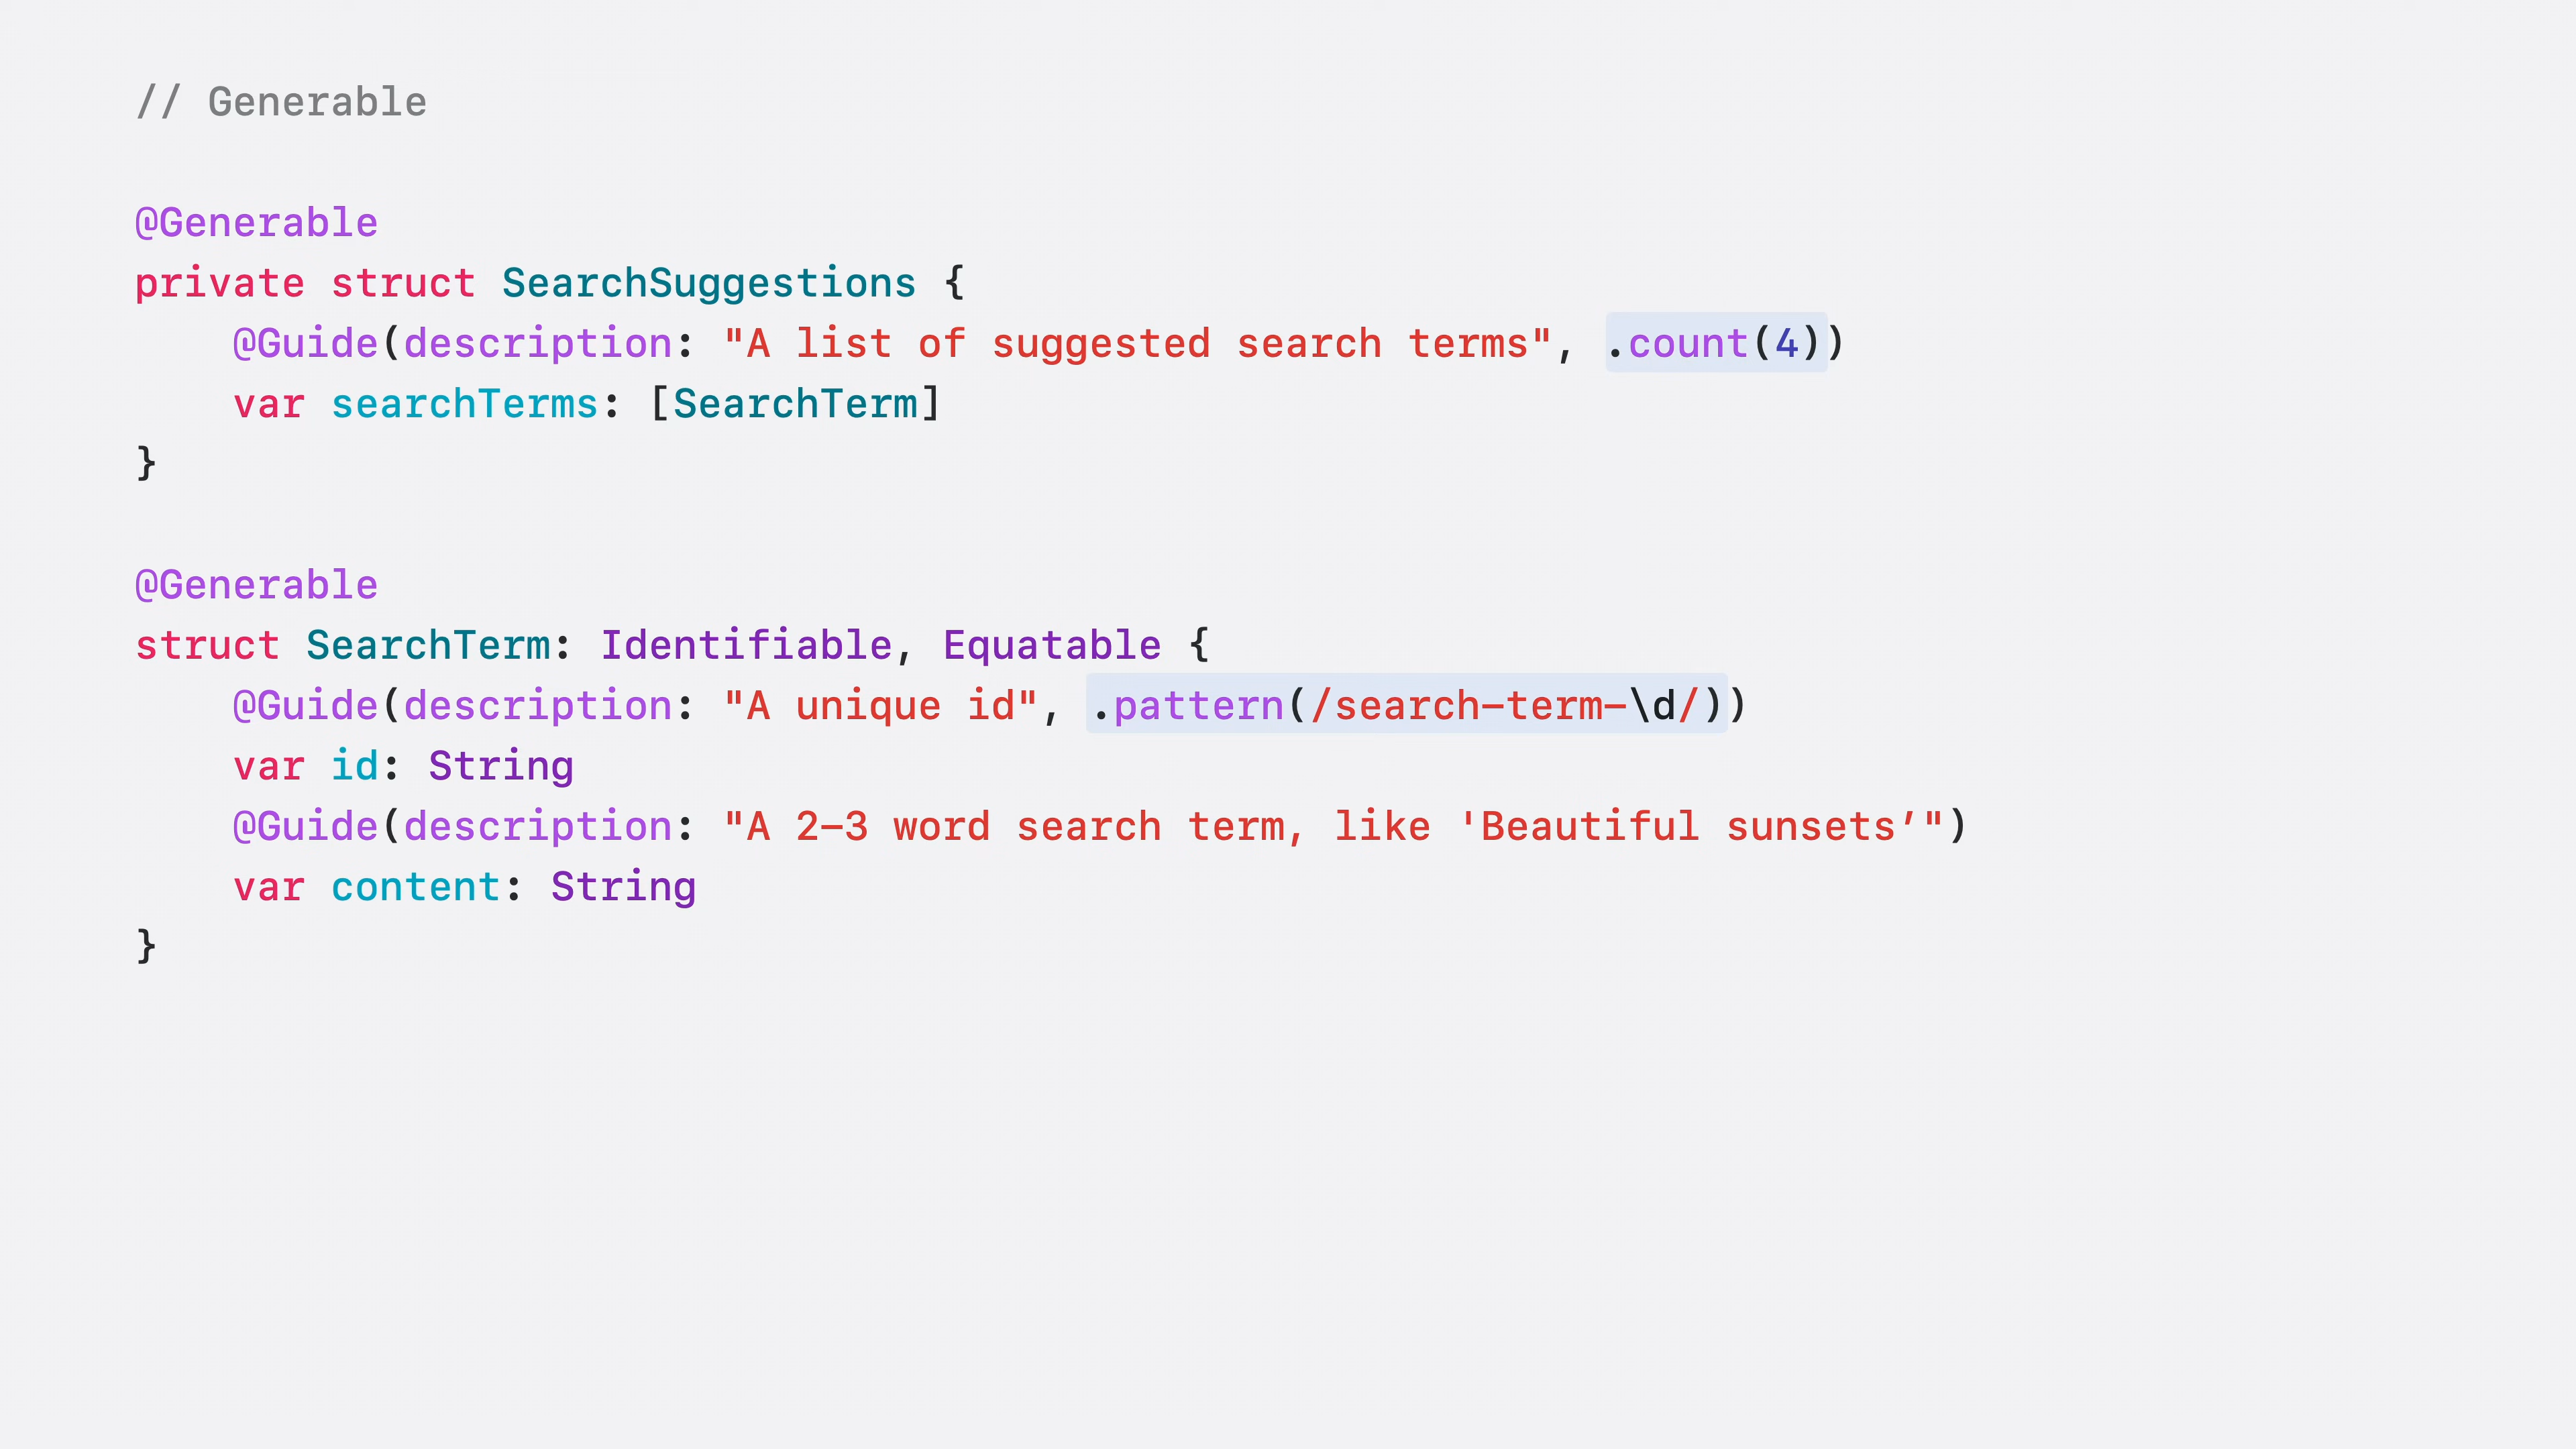 // Generable
@Generable
private struct SearchSuggestions {
    @Guide(description: "A list of suggested search terms", .count(4))
    var searchTerms: [SearchTerm]
}
@Generable
struct SearchTerm: Identifiable, Equatable {
    @Guide(description: "A unique id", .pattern(/search-term-\d/))
    var id: String
    @Guide(description: "A 2-3 word search term, like 'Beautiful sunsets’")
    var content: String
}